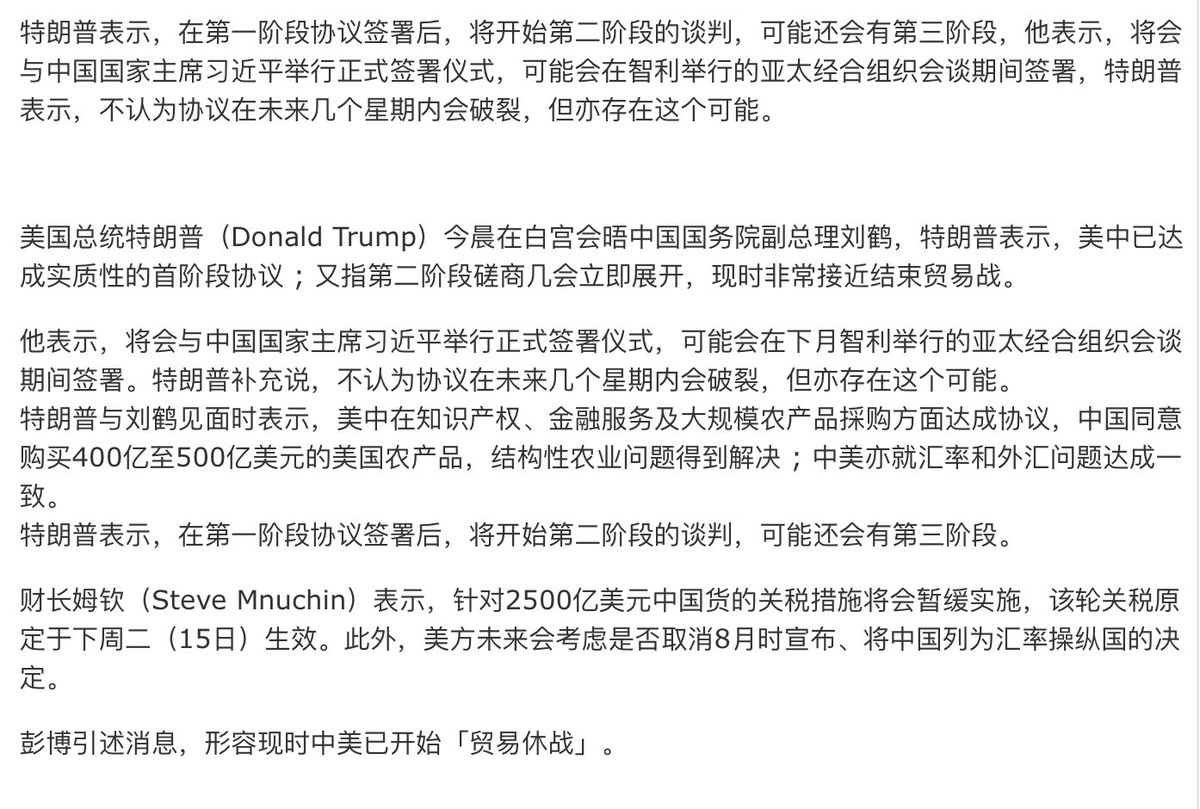 特朗普表示，在第一阶段协议签署后，将开始第二阶段的谈判，可能还会有第三阶段，他表示，将会
与中国国家主席习近平举行正式签署仪式，可能会在智利举行的亚太经合组织会谈期间签署，特朗普
表示，不认为协议在未来几个星期内会破裂，但亦存在这个可能。
美国总统特朗普（Donald Trump）今晨在白宫会晤中国国务院副总理刘鹤，特朗普表示，美中已达
成实质性的首阶段协议；又指第二阶段磋商几会立即展开，现时非常接近结束贸易战。
他表示，将会与中国国家主席习近平举行正式签署仪式，可能会在下月智利举行的亚太经合组织会谈
期间签署。特朗普补充说，不认为协议在未来几个星期内会破裂，但亦存在这个可能。
特朗普与刘鹤见面时表示，美中在知识产权、金融服务及大规模农产品採购方面达成协议，中国同意
购买400亿至500亿美元的美国农产品，结构性农业问题得到解决；中美亦就汇率和外汇问题达成一
致。
特朗普表示，在第一阶段协议签署后，将开始第二阶段的谈判，可能还会有第三阶段。
财长姆钦（Steve Mnuchin）表示，针对2500亿美元中国货的关税措施将会暂缓实施，该轮关税原
定于下周二（15日）生效。此外，美方未来会考虑是否取消8月时宣布、将中国列为汇率操纵国的决
定。
彭博引述消息，形容现时中美已开始「贸易休战」。